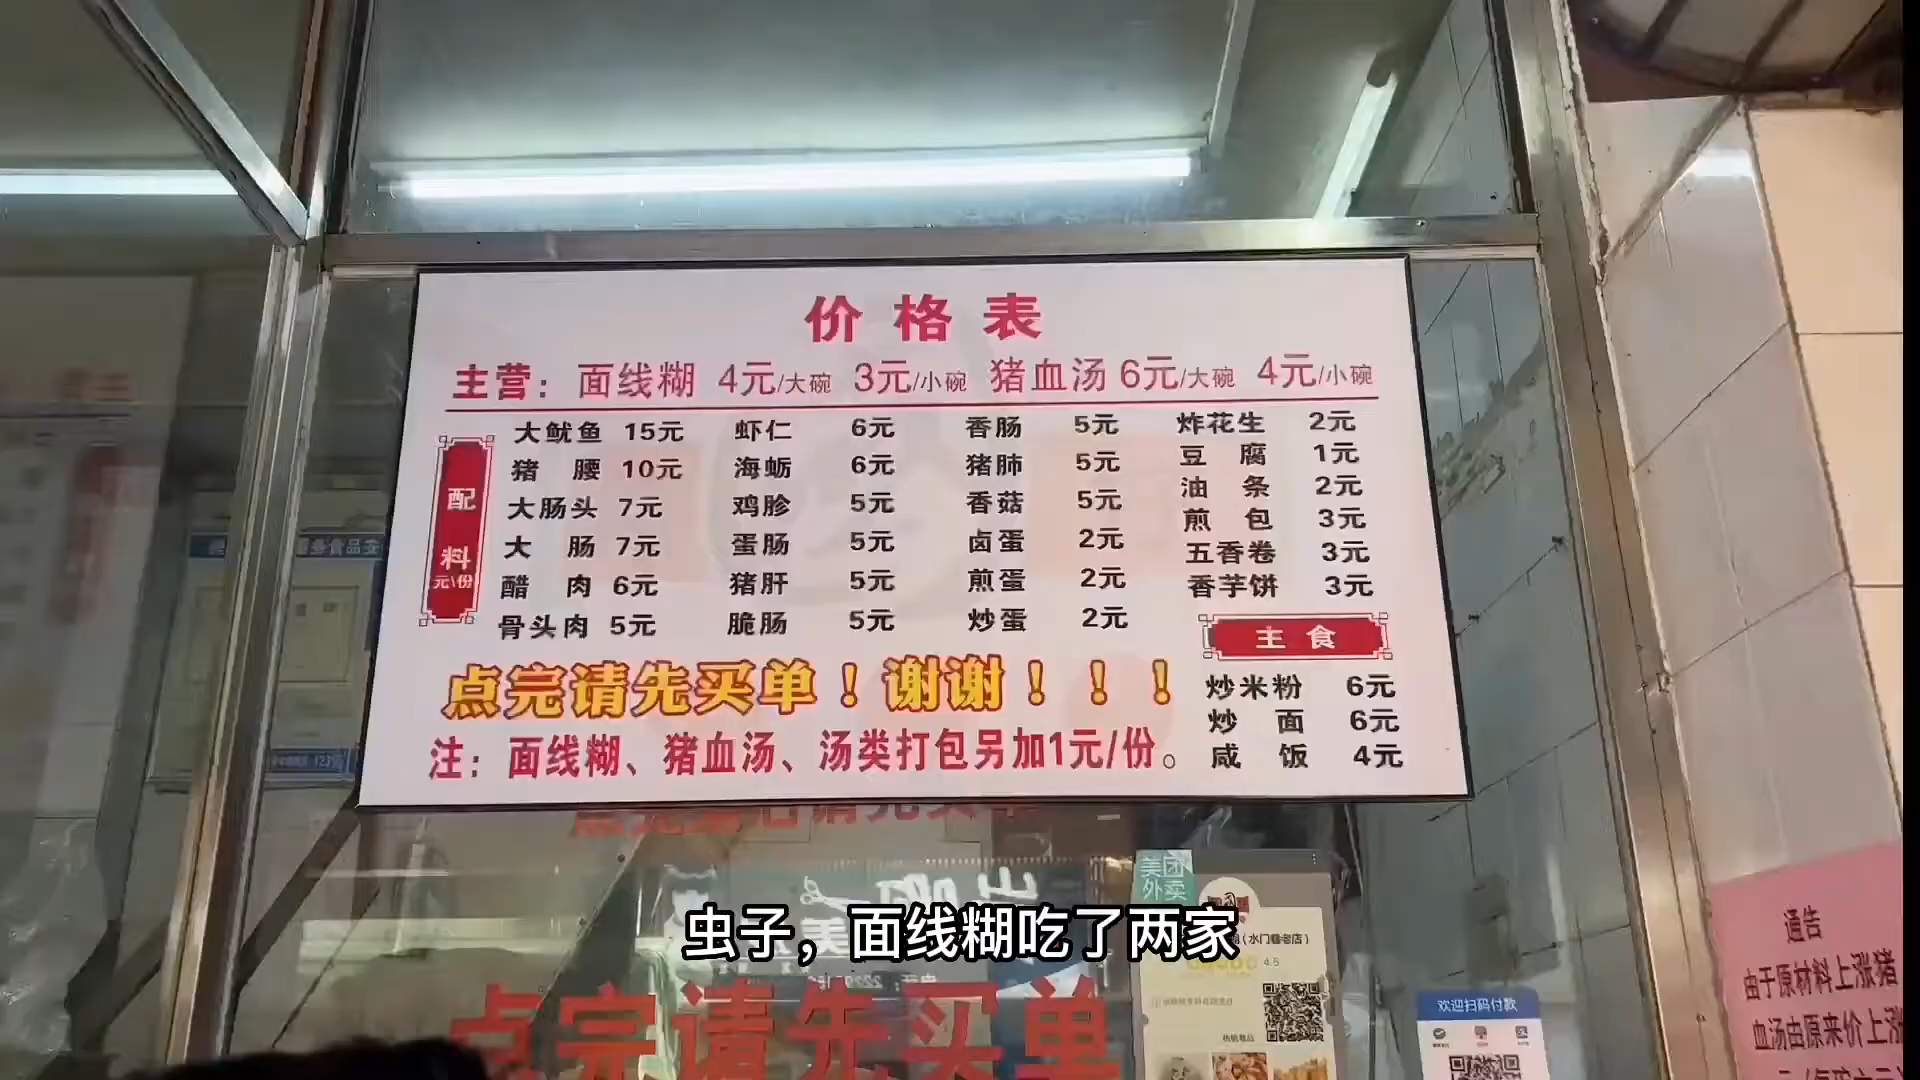 价格表
主营：面线糊 4元/大碗 3元/小碗 猪血汤 6元/大碗 4元/小碗
配料
元\份
大鱿鱼 15元 虾仁 6元 香肠 5元 炸花生 2元
猪腰 10元 海蛎 6元 猪肺 5元 豆腐 1元
大肠头 7元 鸡胗 5元 香菇 5元 油条 2元
大肠 7元 蛋肠 5元 卤蛋 2元 煎包 3元
醋肉 6元 猪肝 5元 煎蛋 2元 五香卷 3元
骨头肉 5元 脆肠 5元 炒蛋 2元 香芋饼 3元
主食
炒米粉 6元
炒面 6元
咸饭 4元
点完请先买单！谢谢！！！
注：面线糊、猪血汤、汤类打包另加1元/份。
美团
外卖
虫子，面线糊吃了两家
(水门国老店)
4.6
点完请先买单
欢迎扫码付款
通告
由于原材料上涨猪
血汤由原来价上涨